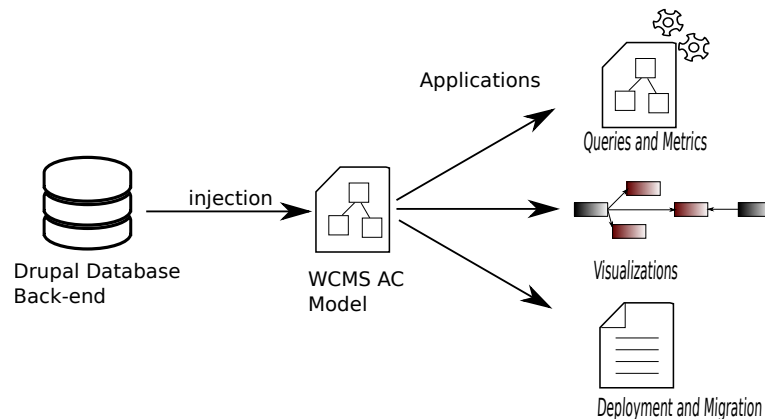 Applications
Queries and Metrics
injection
Drupal Database
Back-end
WCMS AC
Model
Visualizations
Deployment and Migration